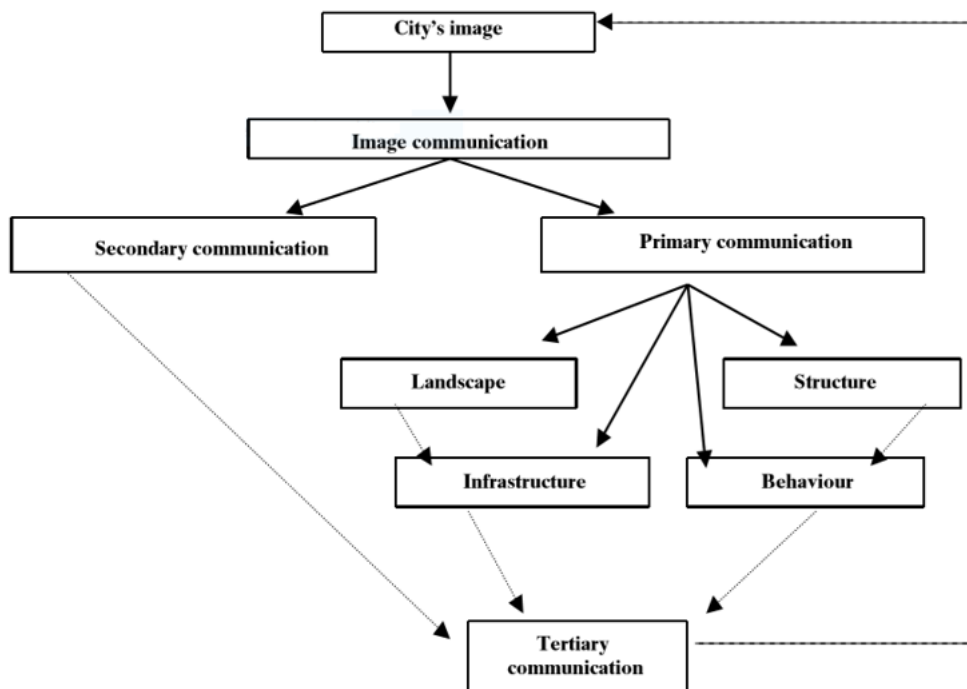 City's image
Image communication
Secondary communication
Primary communication
Landscape
Structure
Infrastructure
Behaviour
Tertiary
communication